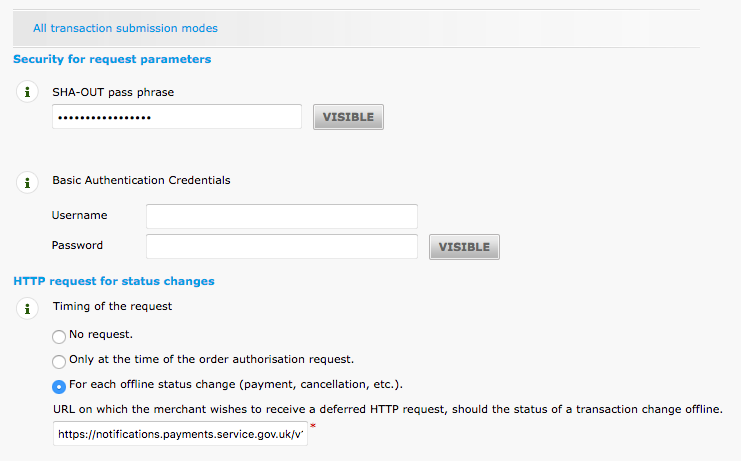 All transaction submission modes
Security for request parameters
SHA-OUT pass phrase
•••••••••••••••••
VISIBLE
Basic Authentication Credentials
Username
Password
VISIBLE
HTTP request for status changes
Timing of the request
No request.
Only at the time of the order authorisation request.
For each offline status change (payment, cancellation, etc.).
URL on which the merchant wishes to receive a deferred HTTP request, should the status of a transaction change offline.
https://notifications.payments.service.gov.uk/v *